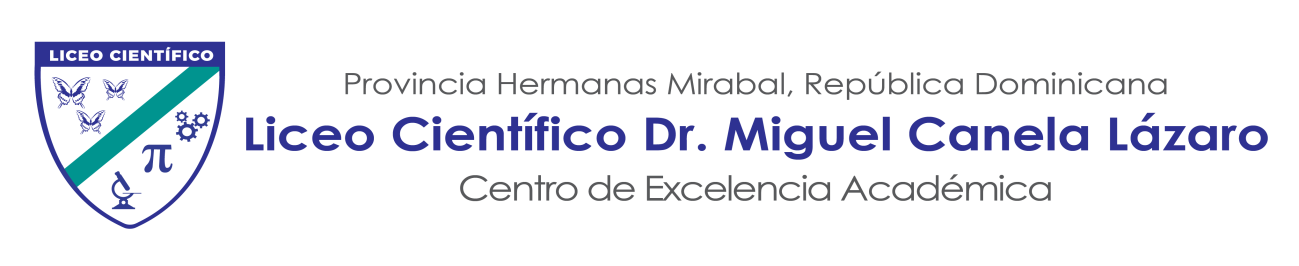 LICEO CIENTÍFICO
π
Provincia Hermanas Mirabal, República Dominicana
Liceo Científico Dr. Miguel Canela Lázaro
Centro de Excelencia Académica